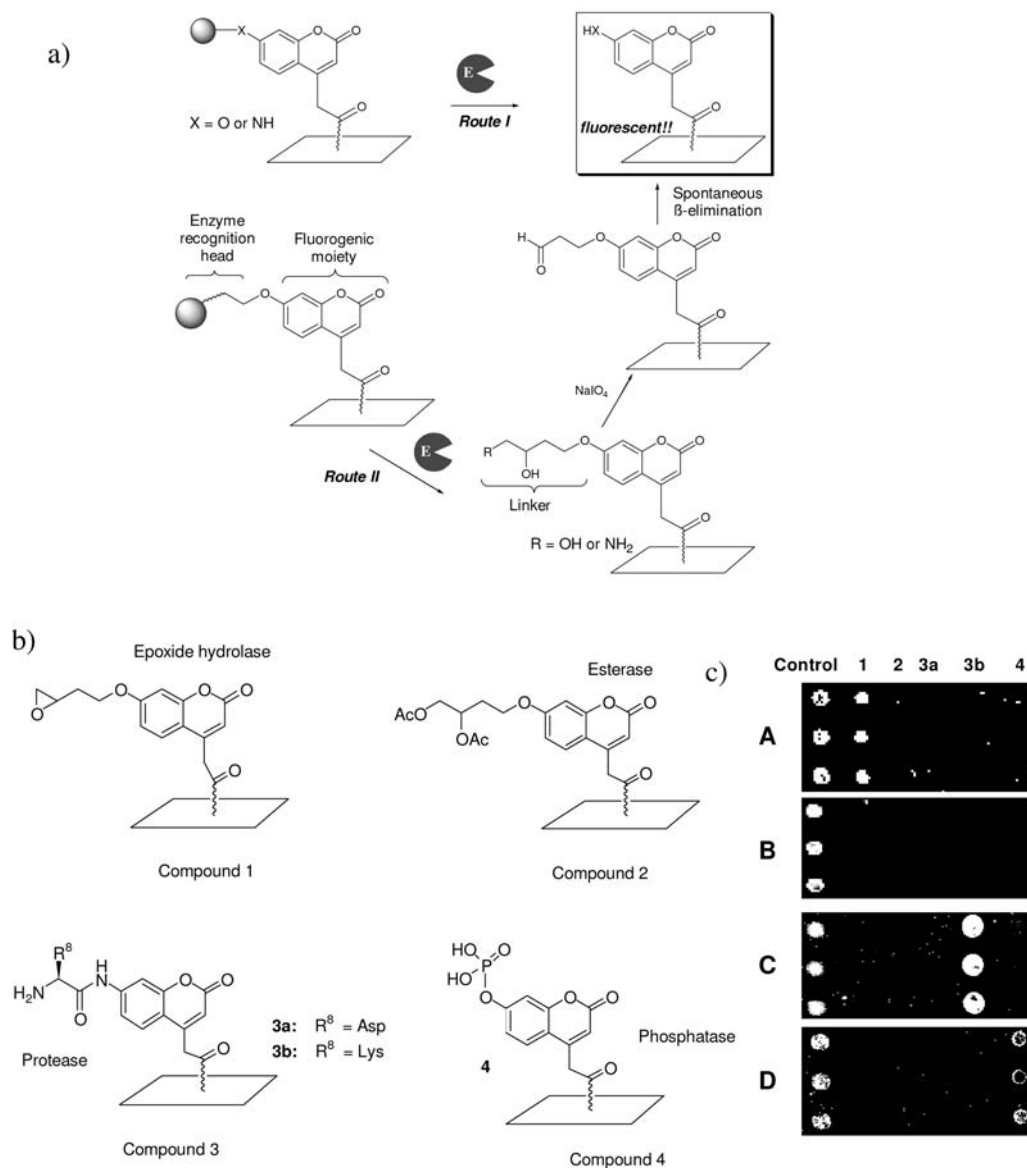 a)
X
O
O
O
X = O or NH
E
Route I
HX
O
O
O
fluorescent!!
Spontaneous
ß-elimination
Enzyme
recognition
head
Fluorogenic
moiety
O
O
O
O
H
O
O
O
O
O
NaIO4
E
Route II
R
OH
O
O
O
O
Linker
R = OH or NH2
b)
Epoxide hydrolase
O
O
O
O
O
Compound 1
Esterase
AcO
OAc
O
O
O
O
Compound 2
R8
H2N
O
H
N
O
O
O
Protease
3a: R8 = Asp
3b: R8 = Lys
Compound 3
HO
O
P
HO
O
O
O
O
4
Phosphatase
Compound 4
c)
Control 1 2 3a 3b 4
A
B
C
D